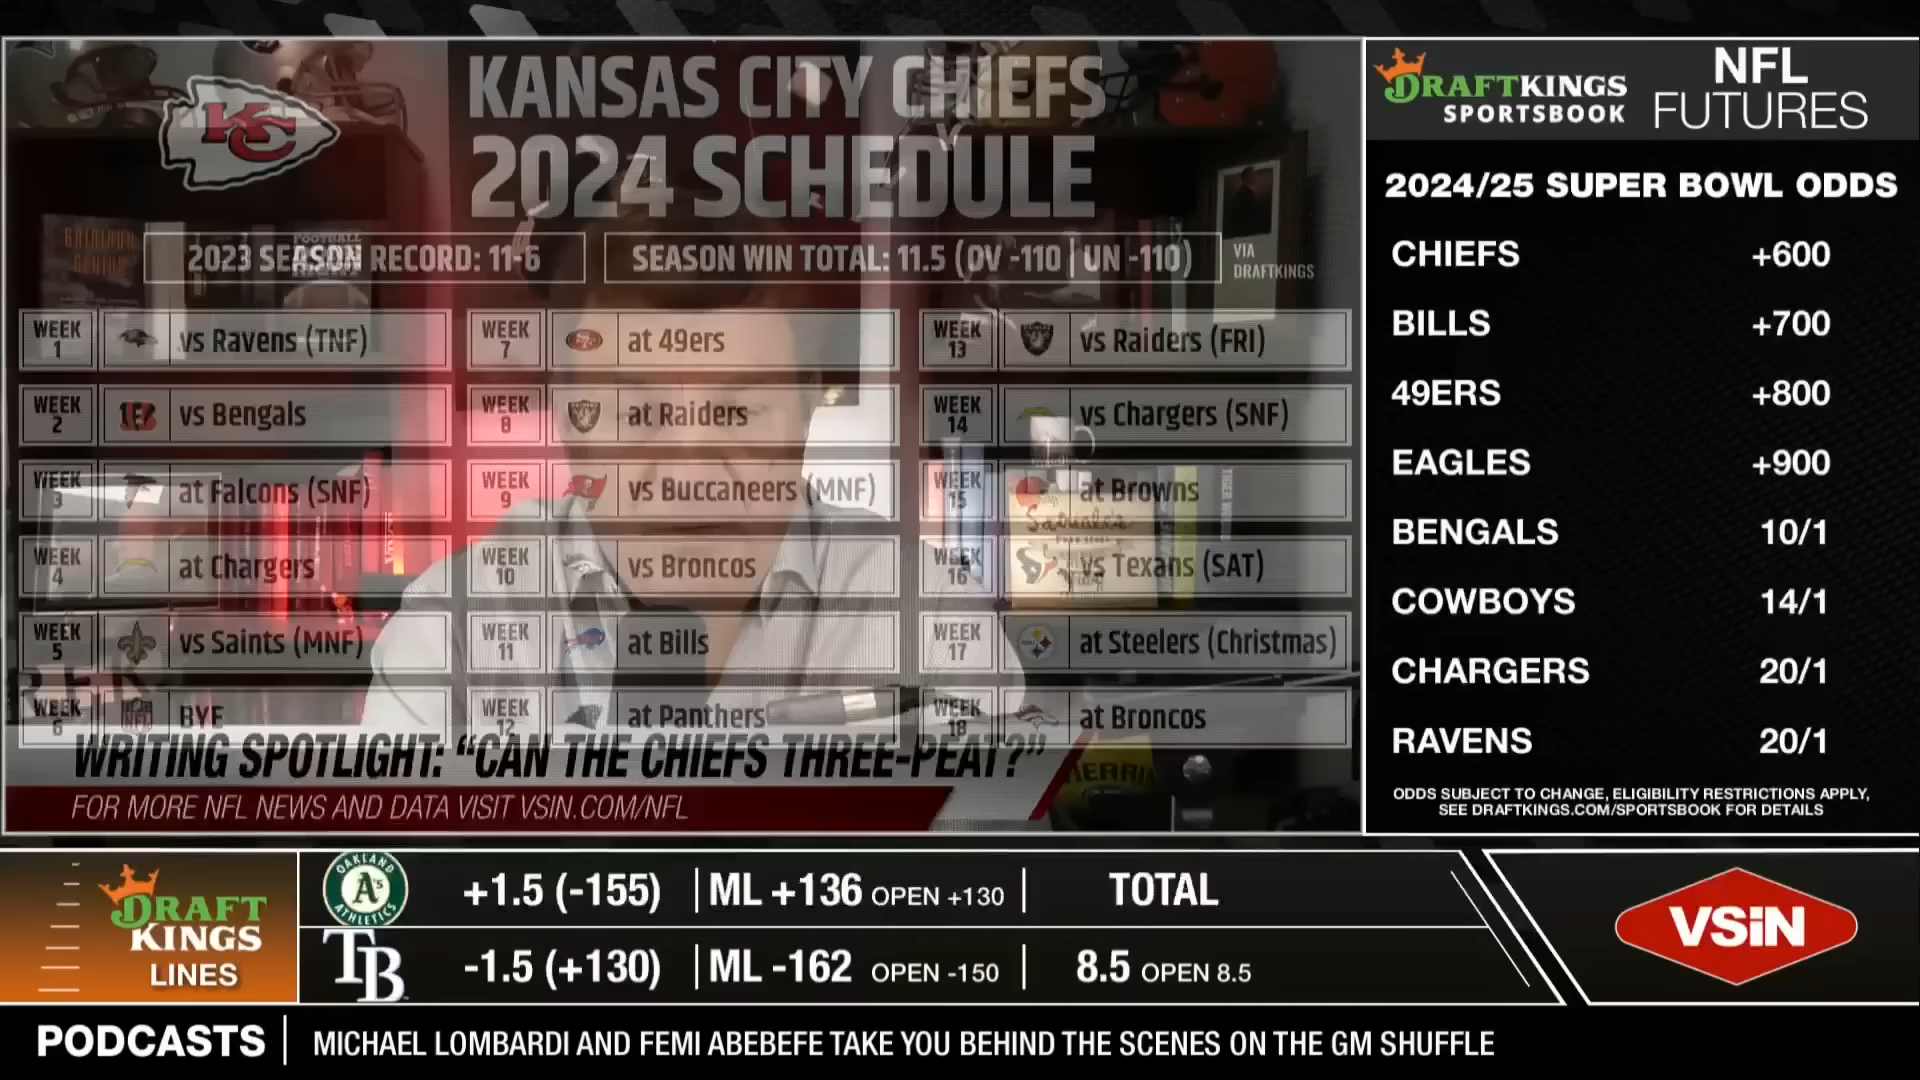 KANSAS CITY CHIEFS
2024 SCHEDULE
2023 SEASON RECORD: 11-6
SEASON WIN TOTAL: 11.5 (OV -110 | UN -110)
VIA
DRAFTKINGS
WEEK 1 vs Ravens (TNF)
WEEK 2 vs Bengals
WEEK 3 at Falcons (SNF)
WEEK 4 at Chargers
WEEK 5 vs Saints (MNF)
WEEK 6 NFL BYE
WEEK 7 at 49ers
WEEK 8 at Raiders
WEEK 9 vs Buccaneers (MNF)
WEEK 10 vs Broncos
WEEK 11 at Bills
WEEK 12 at Panthers
WEEK 13 vs Raiders (FRI)
WEEK 14 vs Chargers (SNF)
WEEK 15 at Browns
WEEK 16 vs Texans (SAT)
WEEK 17 at Steelers (Christmas)
WEEK 18 at Broncos
WRITING SPOTLIGHT: “CAN THE CHIEFS THREE-PEAT?”
FOR MORE NFL NEWS AND DATA VISIT VSIN.COM/NFL
DRAFTKINGS
SPORTSBOOK
NFL
FUTURES
2024/25 SUPER BOWL ODDS
CHIEFS +600
BILLS +700
49ERS +800
EAGLES +900
BENGALS 10/1
COWBOYS 14/1
CHARGERS 20/1
RAVENS 20/1
ODDS SUBJECT TO CHANGE, ELIGIBILITY RESTRICTIONS APPLY,
SEE DRAFTKINGS.COM/SPORTSBOOK FOR DETAILS
DRAFT
KINGS
LINES
OAKLAND A's ATHLETICS +1.5 (-155) | ML +136 OPEN +130 | TOTAL
TB -1.5 (+130) | ML -162 OPEN -150 | 8.5 OPEN 8.5
VSiN
PODCASTS | MICHAEL LOMBARDI AND FEMI ABEBEFE TAKE YOU BEHIND THE SCENES ON THE GM SHUFFLE